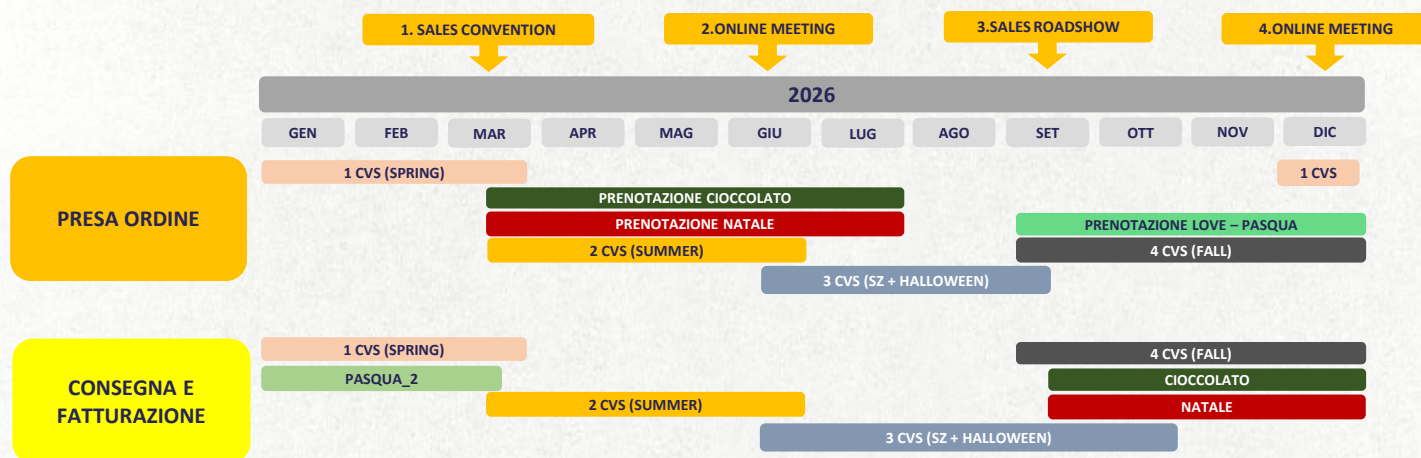 1. SALES CONVENTION
2.ONLINE MEETING
3.SALES ROADSHOW
4.ONLINE MEETING
2026
GEN
FEB
MAR
APR
MAG
GIU
LUG
AGO
SET
OTT
NOV
DIC
PRESA ORDINE
1 CVS (SPRING)
1 CVS
PRENOTAZIONE CIOCCOLATO
PRENOTAZIONE NATALE
PRENOTAZIONE LOVE – PASQUA
2 CVS (SUMMER)
4 CVS (FALL)
3 CVS (SZ + HALLOWEEN)
CONSEGNA E
FATTURAZIONE
1 CVS (SPRING)
4 CVS (FALL)
PASQUA_2
CIOCCOLATO
2 CVS (SUMMER)
NATALE
3 CVS (SZ + HALLOWEEN)